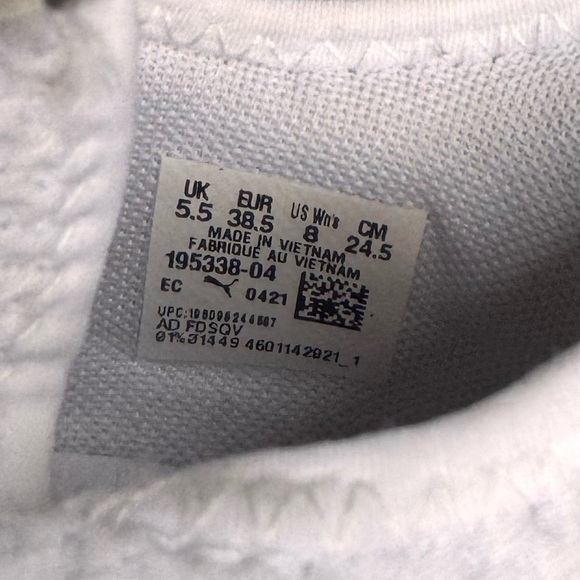 UK EUR US Wn's CM
5.5 38.5 8 24.5
MADE IN VIETNAM
FABRIQUE AU VIETNAM
195338-04
EC 0421
AD FDSQV
4601142921_1